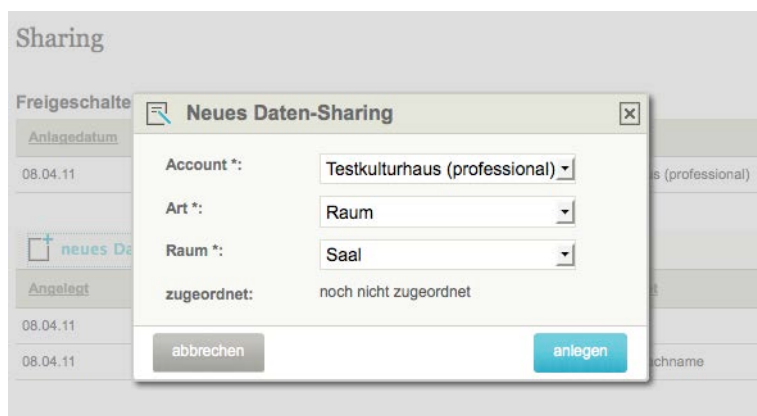 Sharing
Freigeschalte
Anlagedatum
08.04.11
s (professional)
neues Da
Angelegt
08.04.11
08.04.11
chname
Neues Daten-Sharing
Account *:
Testkulturhaus (professional)
Art *:
Raum
Raum *:
Saal
zugeordnet:
noch nicht zugeordnet
abbrechen
anlegen